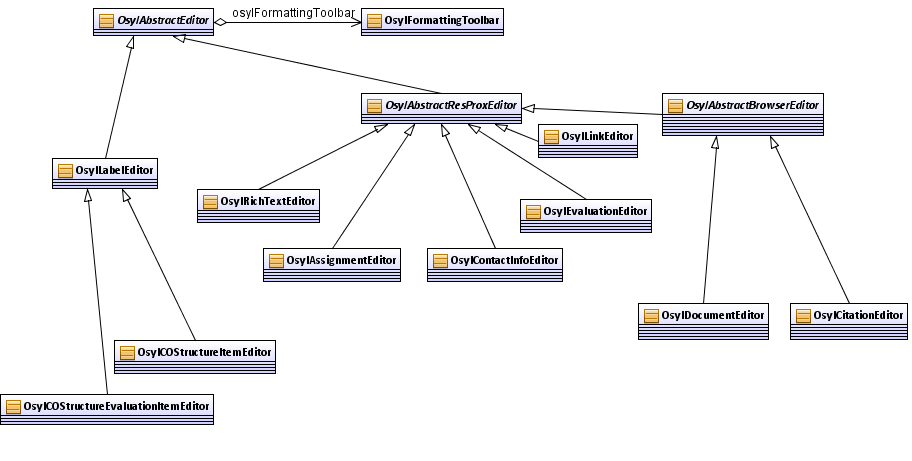 OsylAbstractEditor
osylFormattingToolbar
OsylFormattingToolbar
OsylAbstractResProxEditor
OsylAbstractBrowserEditor
OsylLinkEditor
OsylLabelEditor
OsylRichTextEditor
OsylEvaluationEditor
OsylAssignmentEditor
OsylContactInfoEditor
OsylDocumentEditor
OsylCitationEditor
OsylCOStructureItemEditor
OsylCOStructureEvaluationItemEditor